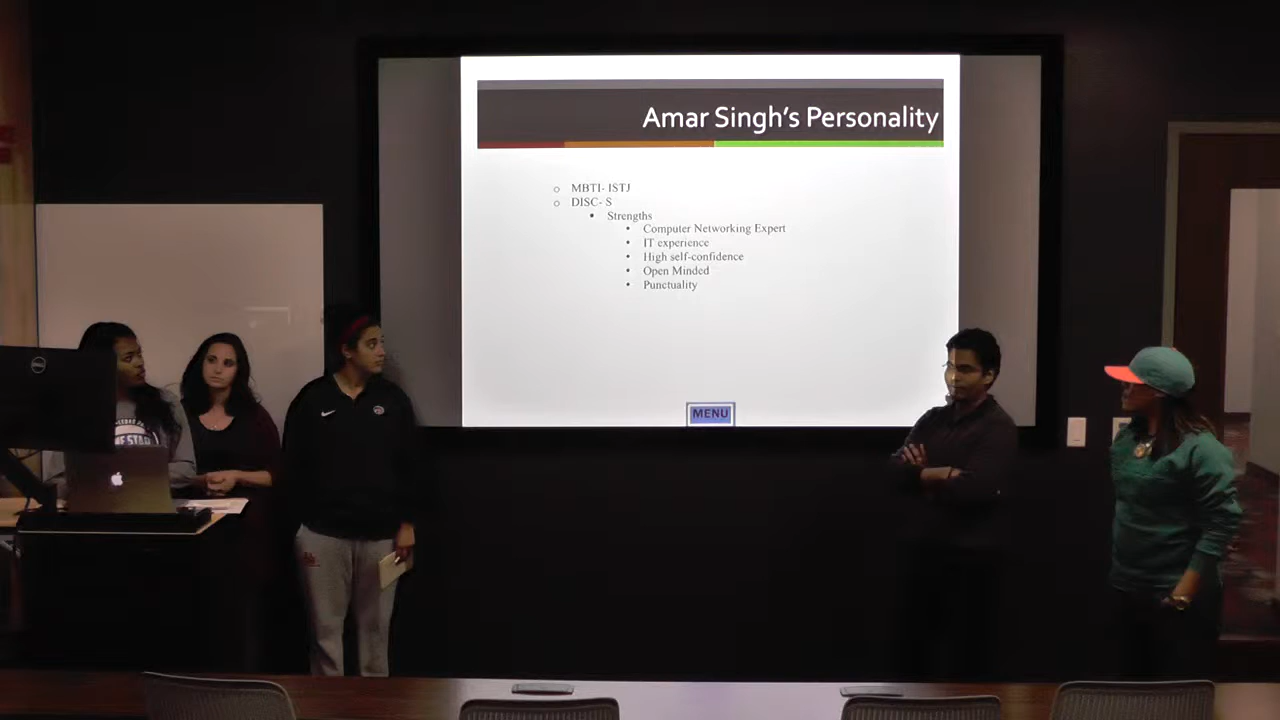 Amar Singh's Personality
MBTI- ISTJ
DISC- S
Strengths
Computer Networking Expert
IT experience
High self-confidence
Open Minded
Punctuality
MENU
DELL